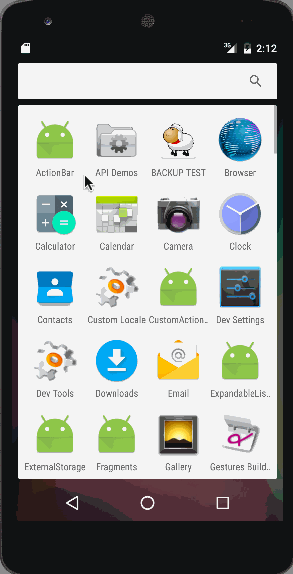 3G 2:12
ActionBar API Demos BACKUP TEST Browser
Calculator Calendar Camera Clock
Contacts Custom Locale CustomAction.. Dev Settings
Dev Tools Downloads Email ExpandableLis..
ExternalStorage Fragments Gallery Gestures Build..